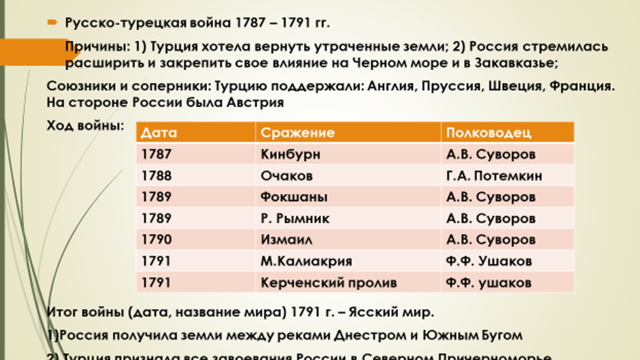 Русско-турецкая война 1787 – 1791 гг.
Причины: 1) Турция хотела вернуть утраченные земли; 2) Россия стремилась
расширить и закрепить свое влияние на Черном море и в Закавказье;
Союзники и соперники: Турцию поддержали: Англия, Пруссия, Швеция, Франция.
На стороне России была Австрия
Ход войны:
Дата Сражение Полководец
1787 Кинбурн А.В. Суворов
1788 Очаков Г.А. Потемкин
1789 Фокшаны А.В. Суворов
1789 Р. Рымник А.В. Суворов
1790 Измаил А.В. Суворов
1791 М.Калиакрия Ф.Ф. Ушаков
1791 Керченский пролив Ф.Ф. ушаков
Итог войны (дата, название мира) 1791 г. – Ясский мир.
1)Россия получила земли между реками Днестром и Южным Бугом
2) Турция признала все завоевания России в Северном Причерноморье